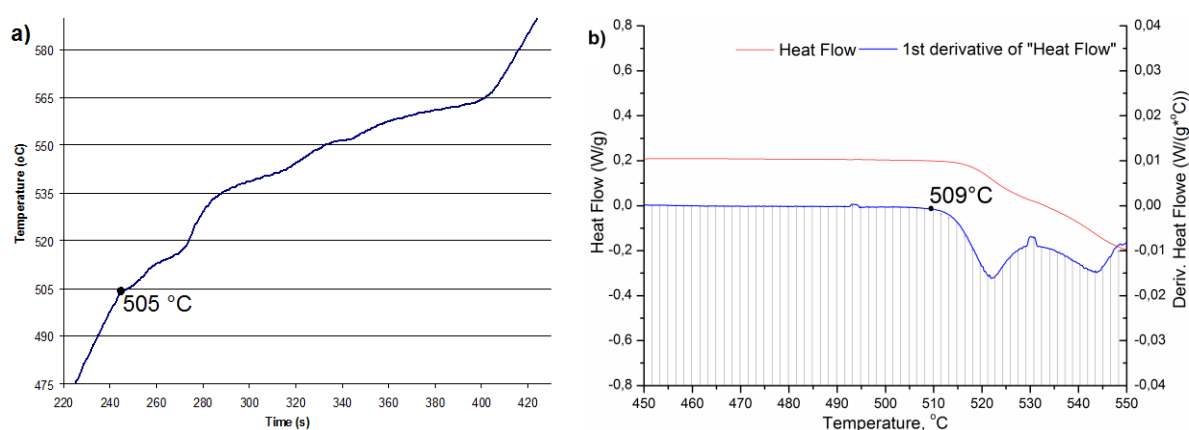 a)
Temperature (oC)
580
565
550
535
520
505
490
475
505 °C
220 240 260 280 300 320 340 360 380 400 420
Time (s)
b)
Heat Flow 1st derivative of "Heat Flow"
Heat Flow (W/g)
0,8
0,6
0,4
0,2
0,0
-0,2
-0,4
-0,6
-0,8
509°C
450 460 470 480 490 500 510 520 530 540 550
Temperature, °C
0,04
0,03
0,02
0,01
0,00
-0,01
-0,02
-0,03
-0,04
Deriv. Heat Flowe (W/(g*°C))